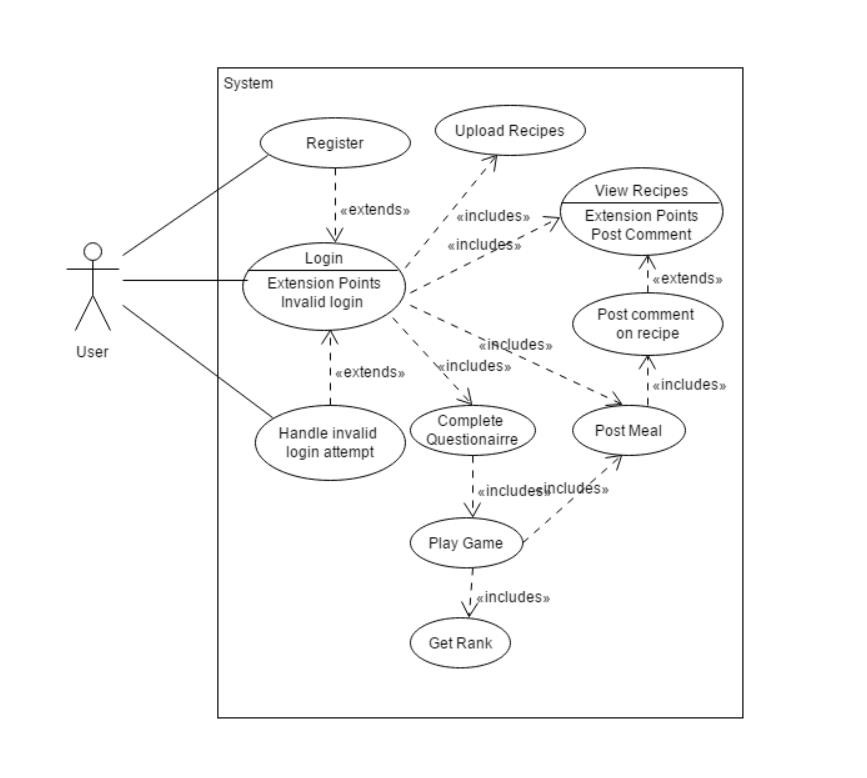 System
Register
Upload Recipes
«extends»
«includes»
«includes»
View Recipes
Extension Points
Post Comment
Login
Extension Points
Invalid login
«extends»
Post comment
on recipe
User
«extends»
«includes»
«includes»
«includes»
Handle invalid
login attempt
Complete
Questionairre
Post Meal
«includes»
«includes»
Play Game
«includes»
Get Rank